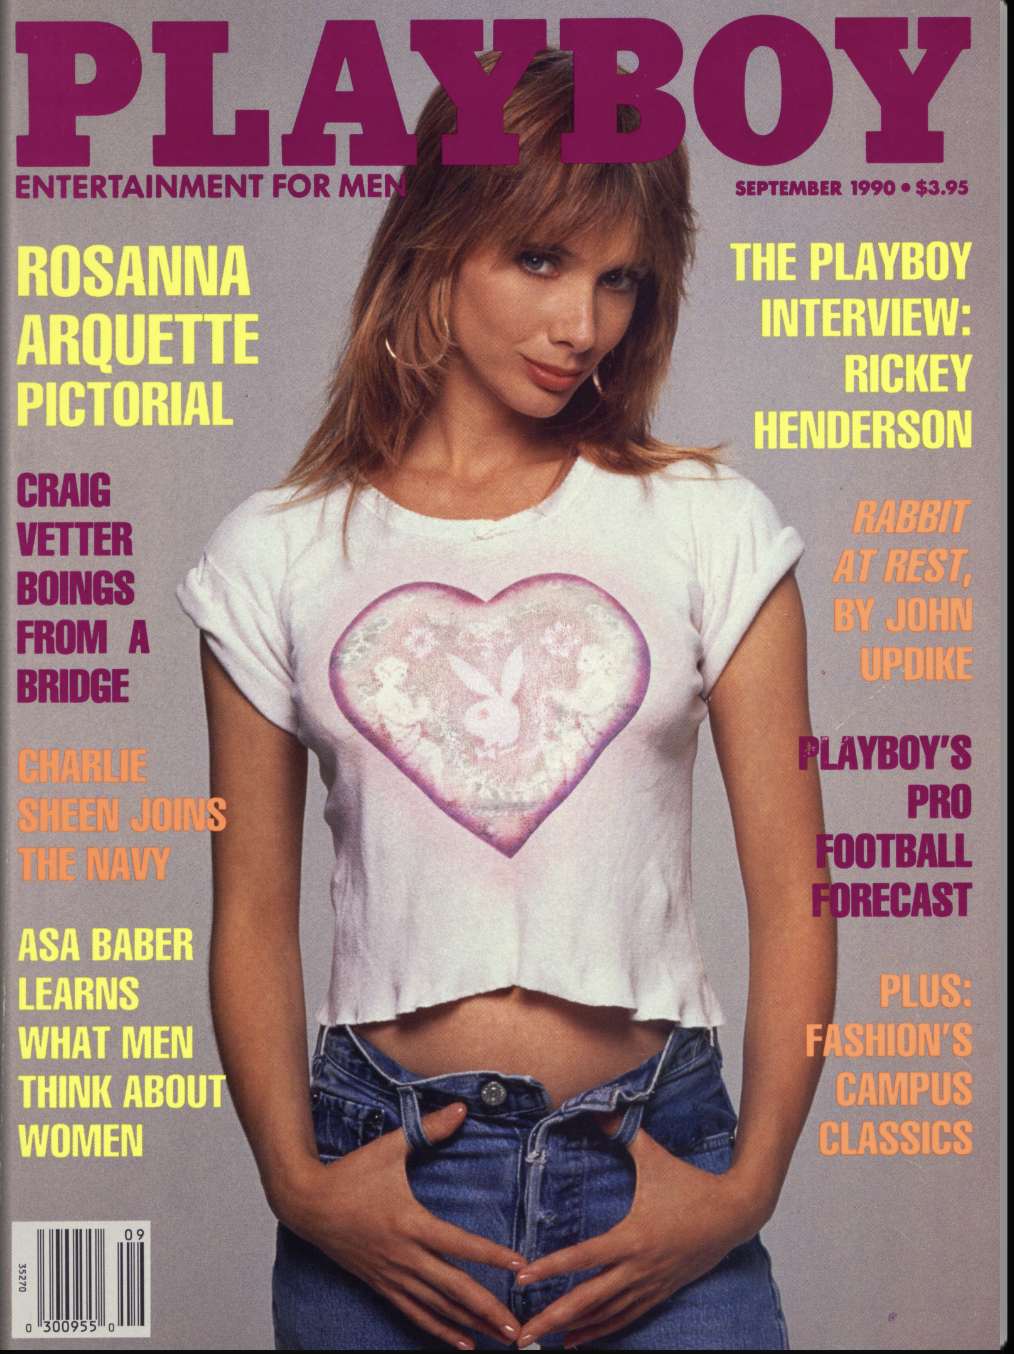 PLAYBOY
ENTERTAINMENT FOR MEN
SEPTEMBER 1990 • $3.95
ROSANNA
ARQUETTE
PICTORIAL
CRAIG
VETTER
BOINGS
FROM A
BRIDGE
CHARLIE
SHEEN JOINS
THE NAVY
ASA BABER
LEARNS
WHAT MEN
THINK ABOUT
WOMEN
THE PLAYBOY
INTERVIEW:
RICKEY
HENDERSON
RABBIT
AT REST,
BY JOHN
UPDIKE
PLAYBOY'S
PRO
FOOTBALL
FORECAST
PLUS:
FASHION'S
CAMPUS
CLASSICS
09
35270
0 300955 0